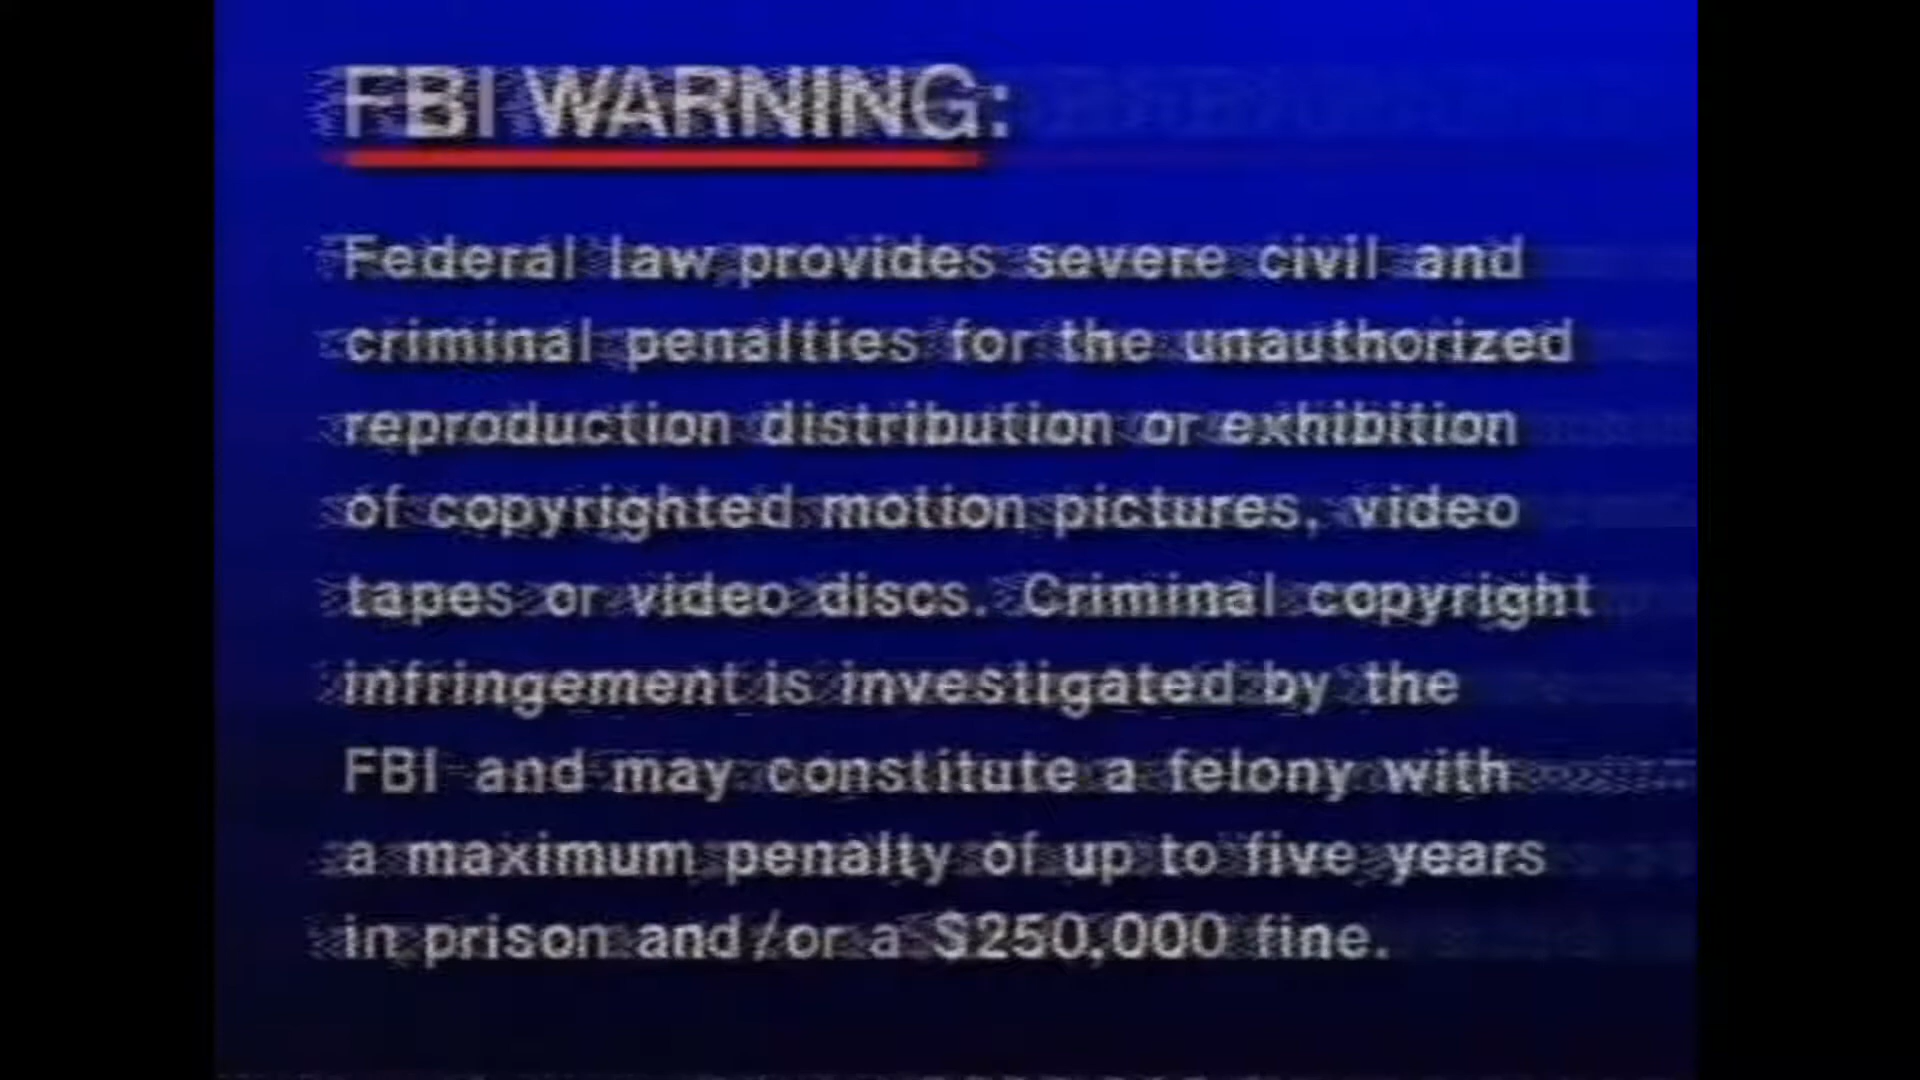 FBI WARNING:
Federal law provides severe civil and
criminal penalties for the unauthorized
reproduction distribution or exhibition
of copyrighted motion pictures, video
tapes or video discs. Criminal copyright
infringement is investigated by the
FBI and may constitute a felony with
a maximum penalty of up to five years
in prison and/or a $250,000 fine.